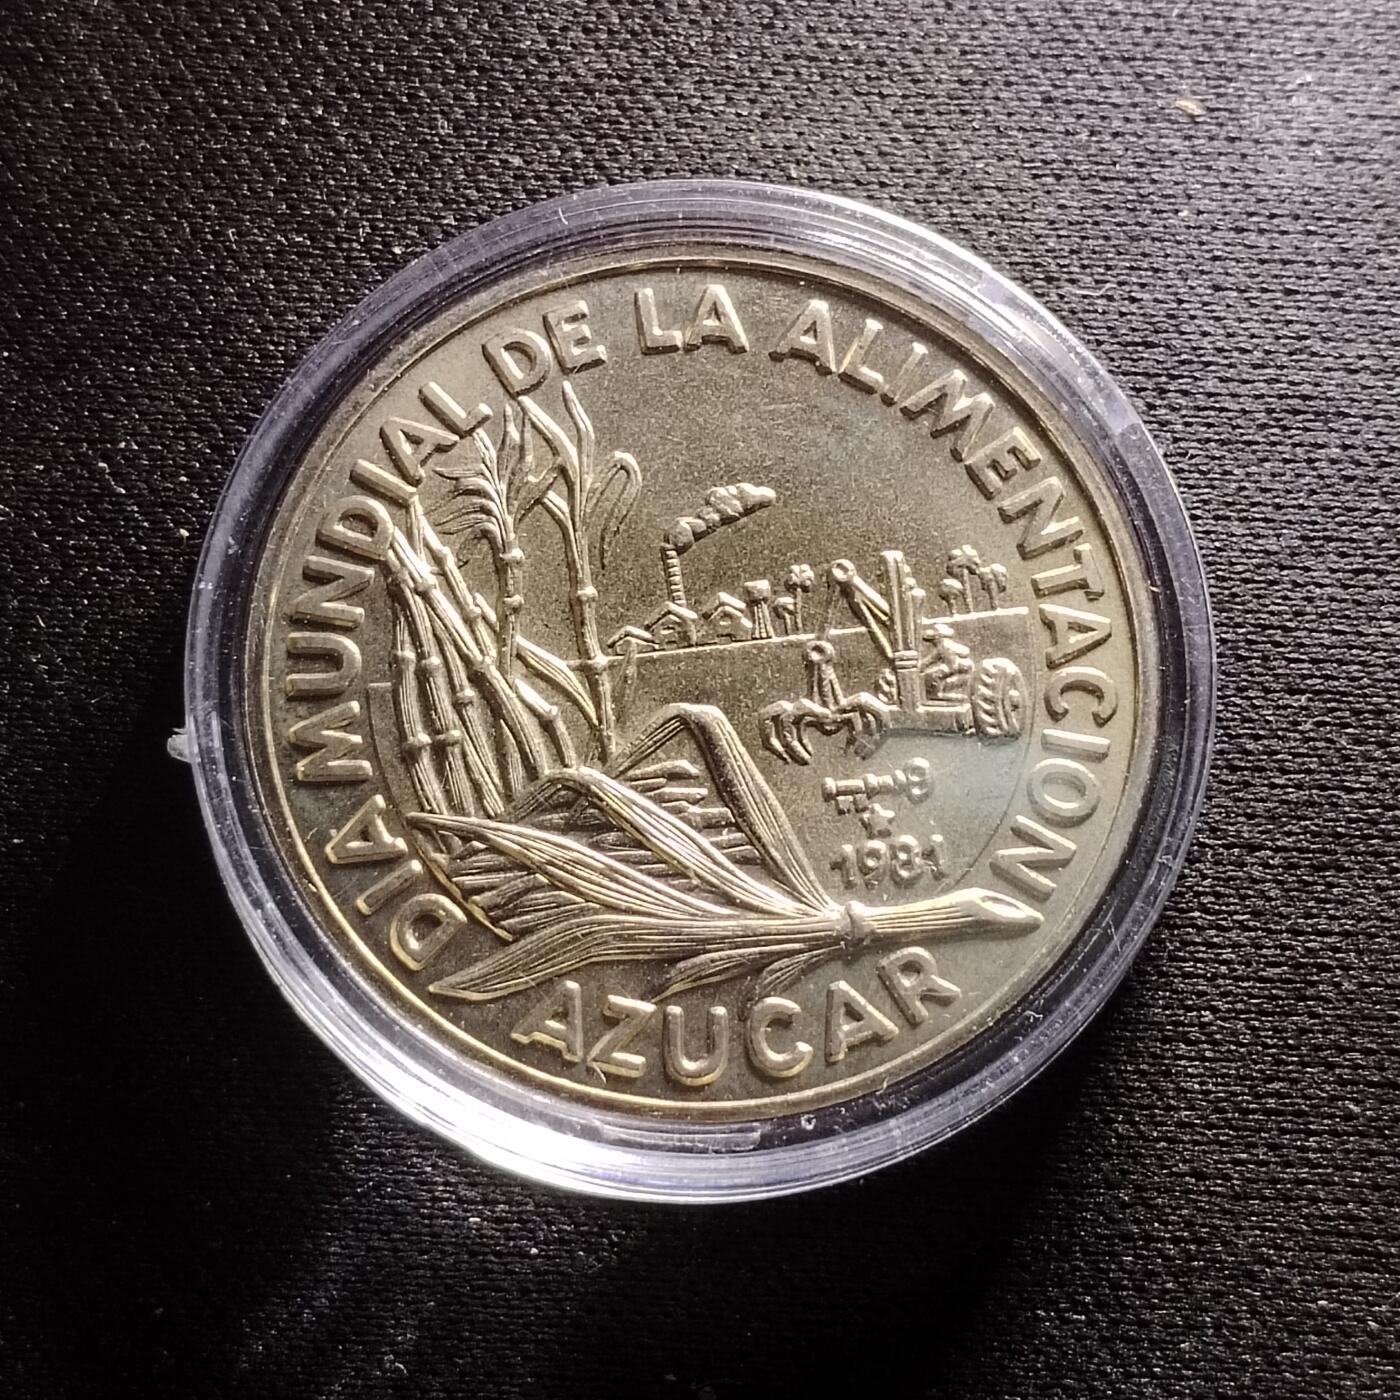 DIA MUNDIAL DE LA ALIMENTACION
1981
AZUCAR